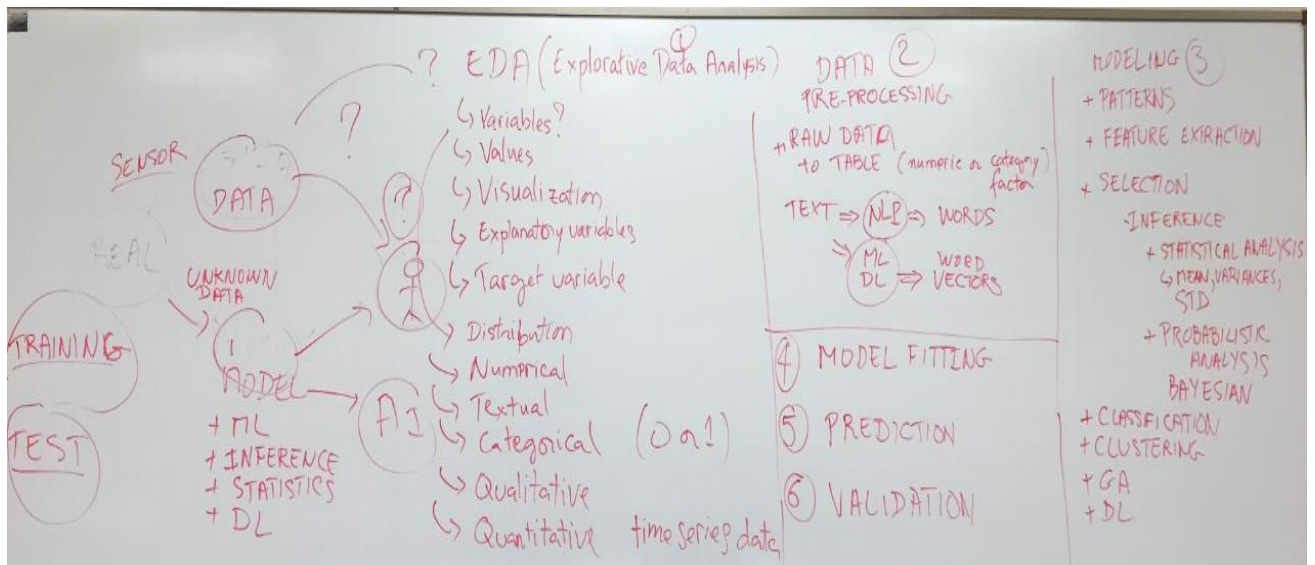 SENSOR
DATA
REAL
UNKNOWN
DATA
TRAINING
TEST
MODEL
+ ML
+ INFERENCE
+ STATISTICS
+ DL
AI
?
?
?
①
EDA (Explorative Data Analysis)
↳ Variables?
↳ Values
↳ Visualization
↳ Explanatory variables
↳ Target variable
↳ Distribution
↳ Numerical
↳ Textual
↳ Categorical (0 or 1)
↳ Qualitative
↳ Quantitative time series data
DATA ②
PRE-PROCESSING
+ RAW DATA
to TABLE (numeric or category)
factor
TEXT ⇒ NLP ⇒ WORDS
⇒ ML WORD
DL ⇒ VECTORS
④ MODEL FITTING
⑤ PREDICTION
⑥ VALIDATION
MODELING ③
+ PATTERNS
+ FEATURE EXTRACTION
+ SELECTION
-INFERENCE
+ STATISTICAL ANALYSIS
↳ MEAN, VARIANCES,
STD
+ PROBABILISTIC
ANALYSIS
BAYESIAN
+ CLASSFICATION
+ CLUSTERING
+ GA
+ DL